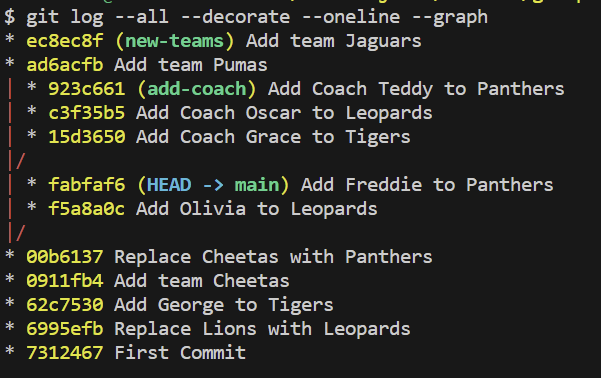 $ git log --all --decorate --oneline --graph
* ec8ec8f (new-teams) Add team Jaguars
* ad6acfb Add team Pumas
| * 923c661 (add-coach) Add Coach Teddy to Panthers
| * c3f35b5 Add Coach Oscar to Leopards
| * 15d3650 Add Coach Grace to Tigers
|/
| * fabfaf6 (HEAD -> main) Add Freddie to Panthers
| * f5a8a0c Add Olivia to Leopards
|/
* 00b6137 Replace Cheetas with Panthers
* 0911fb4 Add team Cheetas
* 62c7530 Add George to Tigers
* 6995efb Replace Lions with Leopards
* 7312467 First Commit